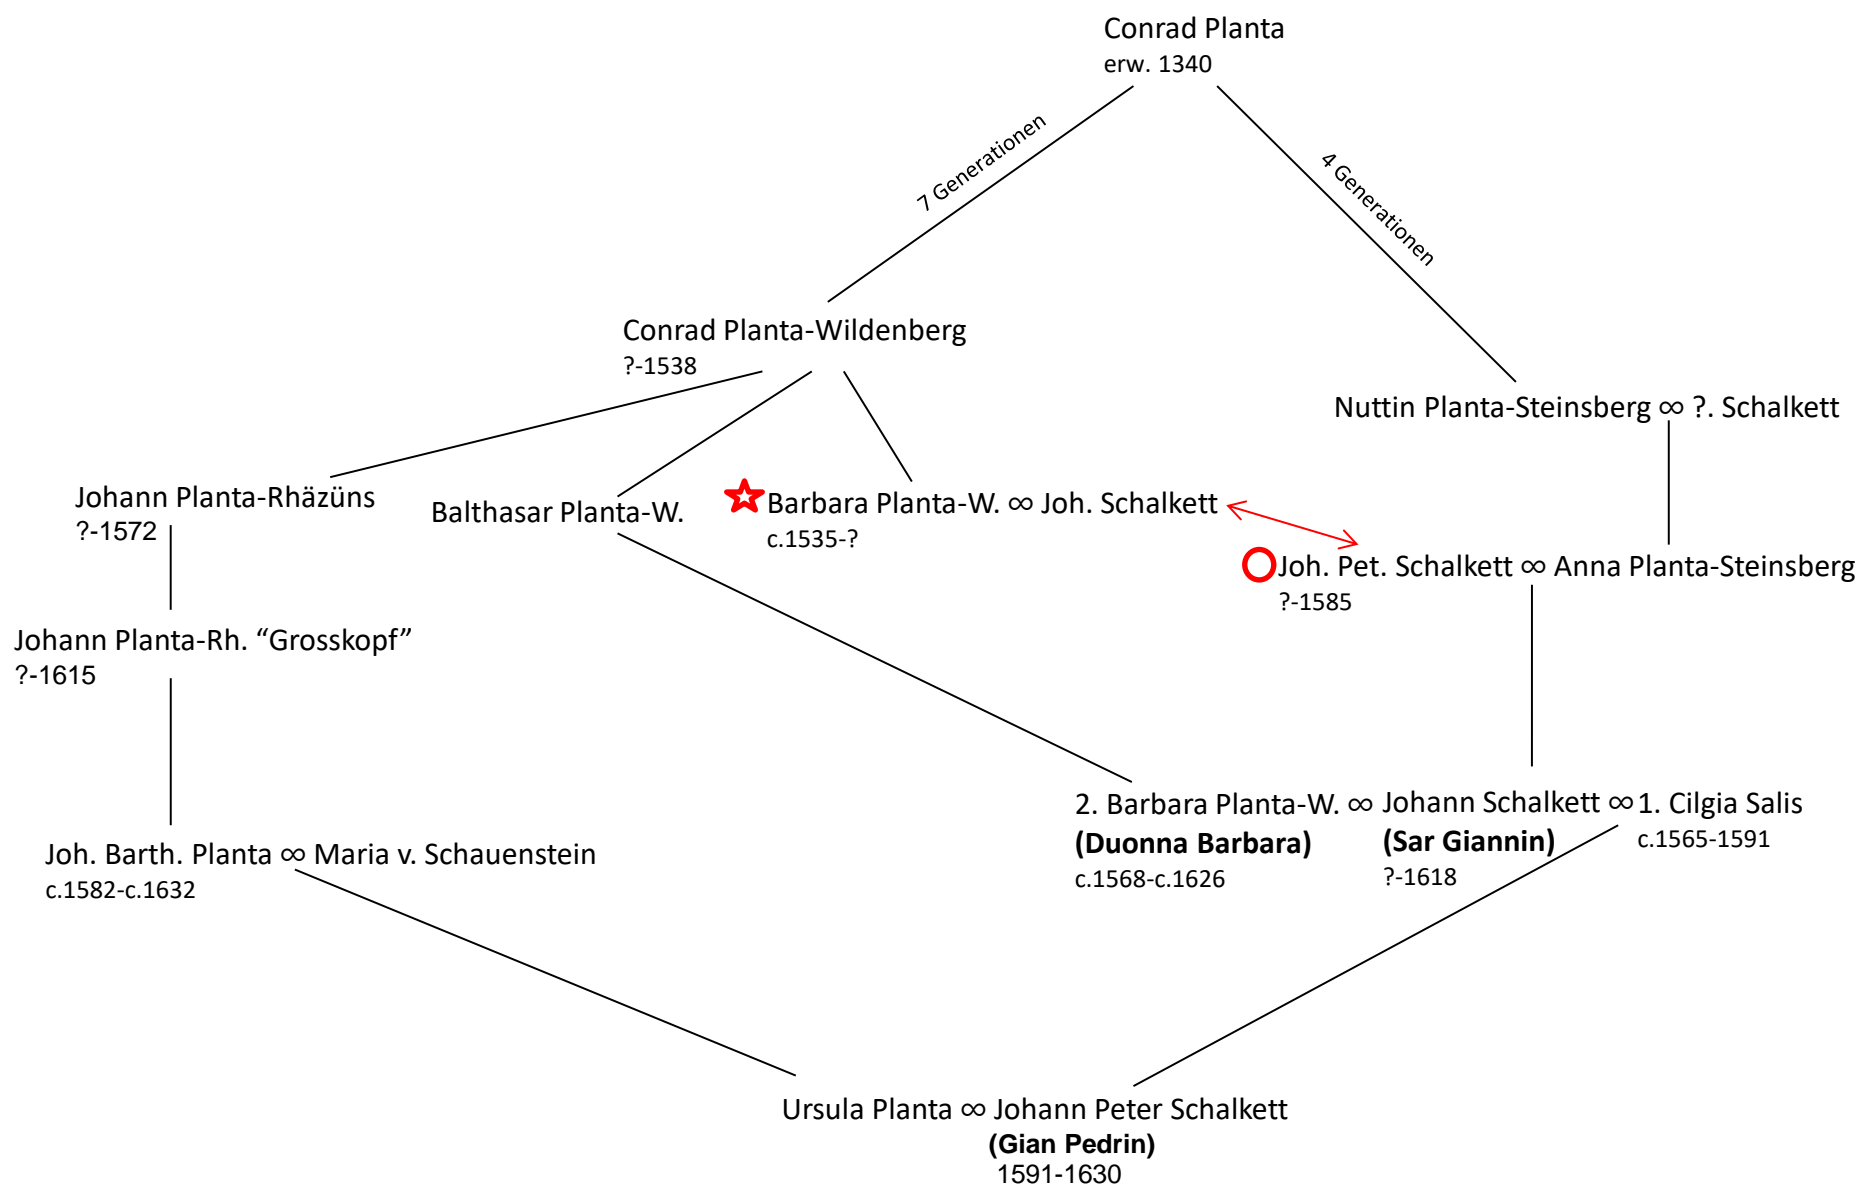 Conrad Planta
erw. 1340
7 Generationen
4 Generationen
Conrad Planta-Wildenberg
?-1538
Nuttin Planta-Steinsberg ∞ ?. Schalkett
Johann Planta-Rhäzüns
?-1572
Balthasar Planta-W.
Barbara Planta-W. ∞ Joh. Schalkett
c.1535-?
Joh. Pet. Schalkett ∞ Anna Planta-Steinsberg
?-1585
Johann Planta-Rh. “Grosskopf”
?-1615
2. Barbara Planta-W. ∞ Johann Schalkett ∞ 1. Cilgia Salis
(Duonna Barbara) (Sar Giannin) c.1565-1591
c.1568-c.1626 ?-1618
Joh. Barth. Planta ∞ Maria v. Schauenstein
c.1582-c.1632
Ursula Planta ∞ Johann Peter Schalkett
(Gian Pedrin)
1591-1630